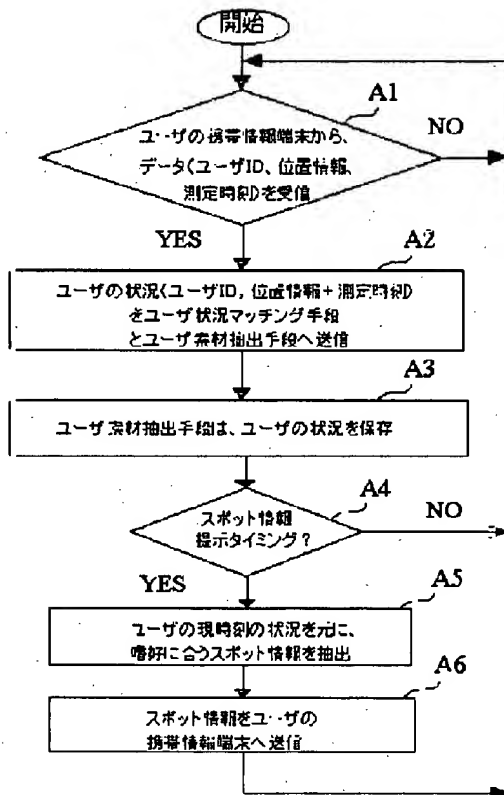 開始
A1
ユーザの携帯情報端末から、
データ(ユーザID、位置情報、
測定時刻)を受信
NO
YES
A2
ユーザの状況(ユーザID, 位置情報+測定時刻)
をユーザ状況マッチング手段
とユーザ素材抽出手段へ送信
A3
ユーザ素材抽出手段は、ユーザの状況を保存
A4
スポット情報
提示タイミング?
NO
YES
A5
ユーザの現時刻の状況を元に、
嗜好に合うスポット情報を抽出
A6
スポット情報をユーザの
携帯情報端末へ送信